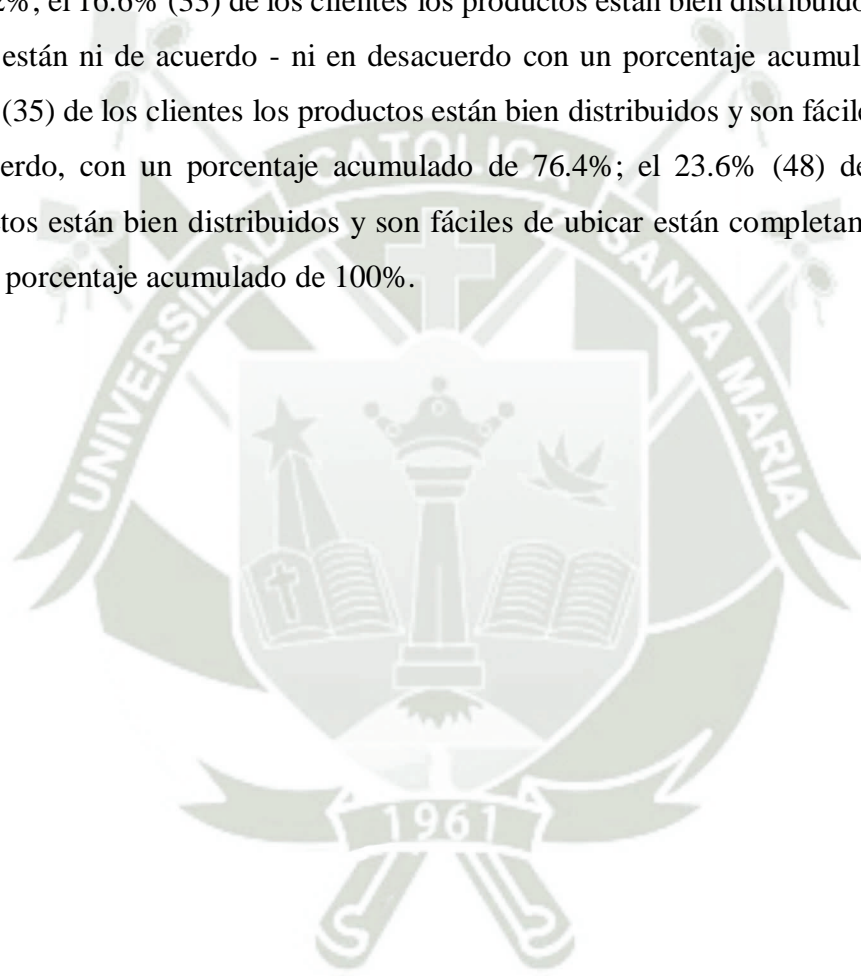 2%; el 16.6% (33) de los clientes los productos están bien distribuido
están ni de acuerdo - ni en desacuerdo con un porcentaje acumul
(35) de los clientes los productos están bien distribuidos y son fácile
erdo, con un porcentaje acumulado de 76.4%; el 23.6% (48) de
tos están bien distribuidos y son fáciles de ubicar están completan
porcentaje acumulado de 100%.
UNIVERSIDAD CATOLICA SANTA MARIA
1961